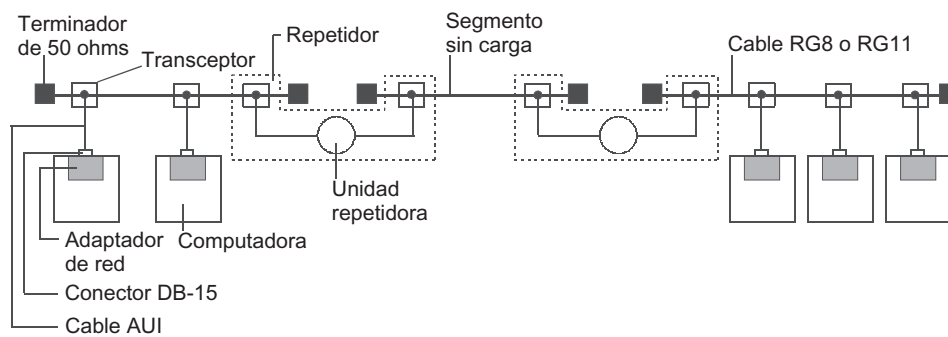 Terminador
de 50 ohms
Transceptor
Repetidor
Segmento
sin carga
Cable RG8 o RG11
Unidad
repetidora
Adaptador
de red
Computadora
Conector DB-15
Cable AUI